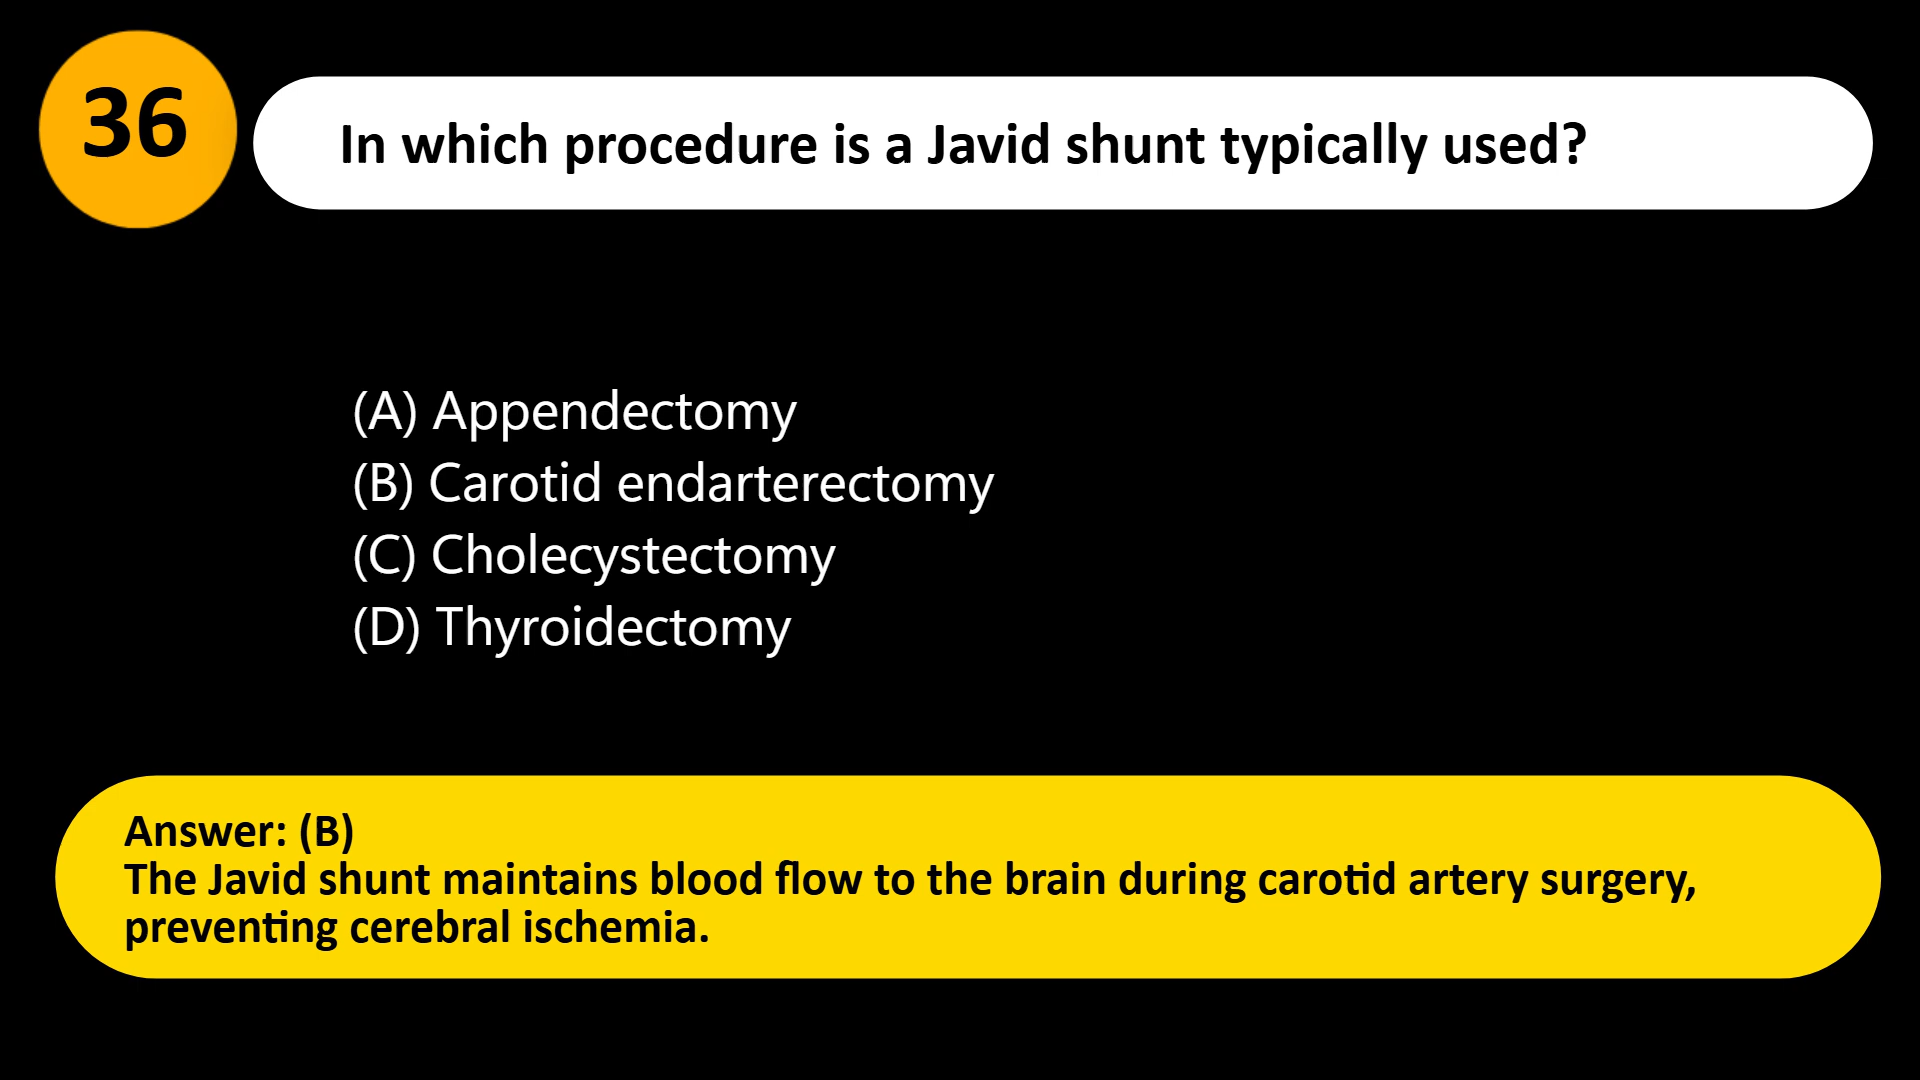 36
In which procedure is a Javid shunt typically used?
(A) Appendectomy
(B) Carotid endarterectomy
(C) Cholecystectomy
(D) Thyroidectomy
Answer: (B)
The Javid shunt maintains blood flow to the brain during carotid artery surgery,
preventing cerebral ischemia.